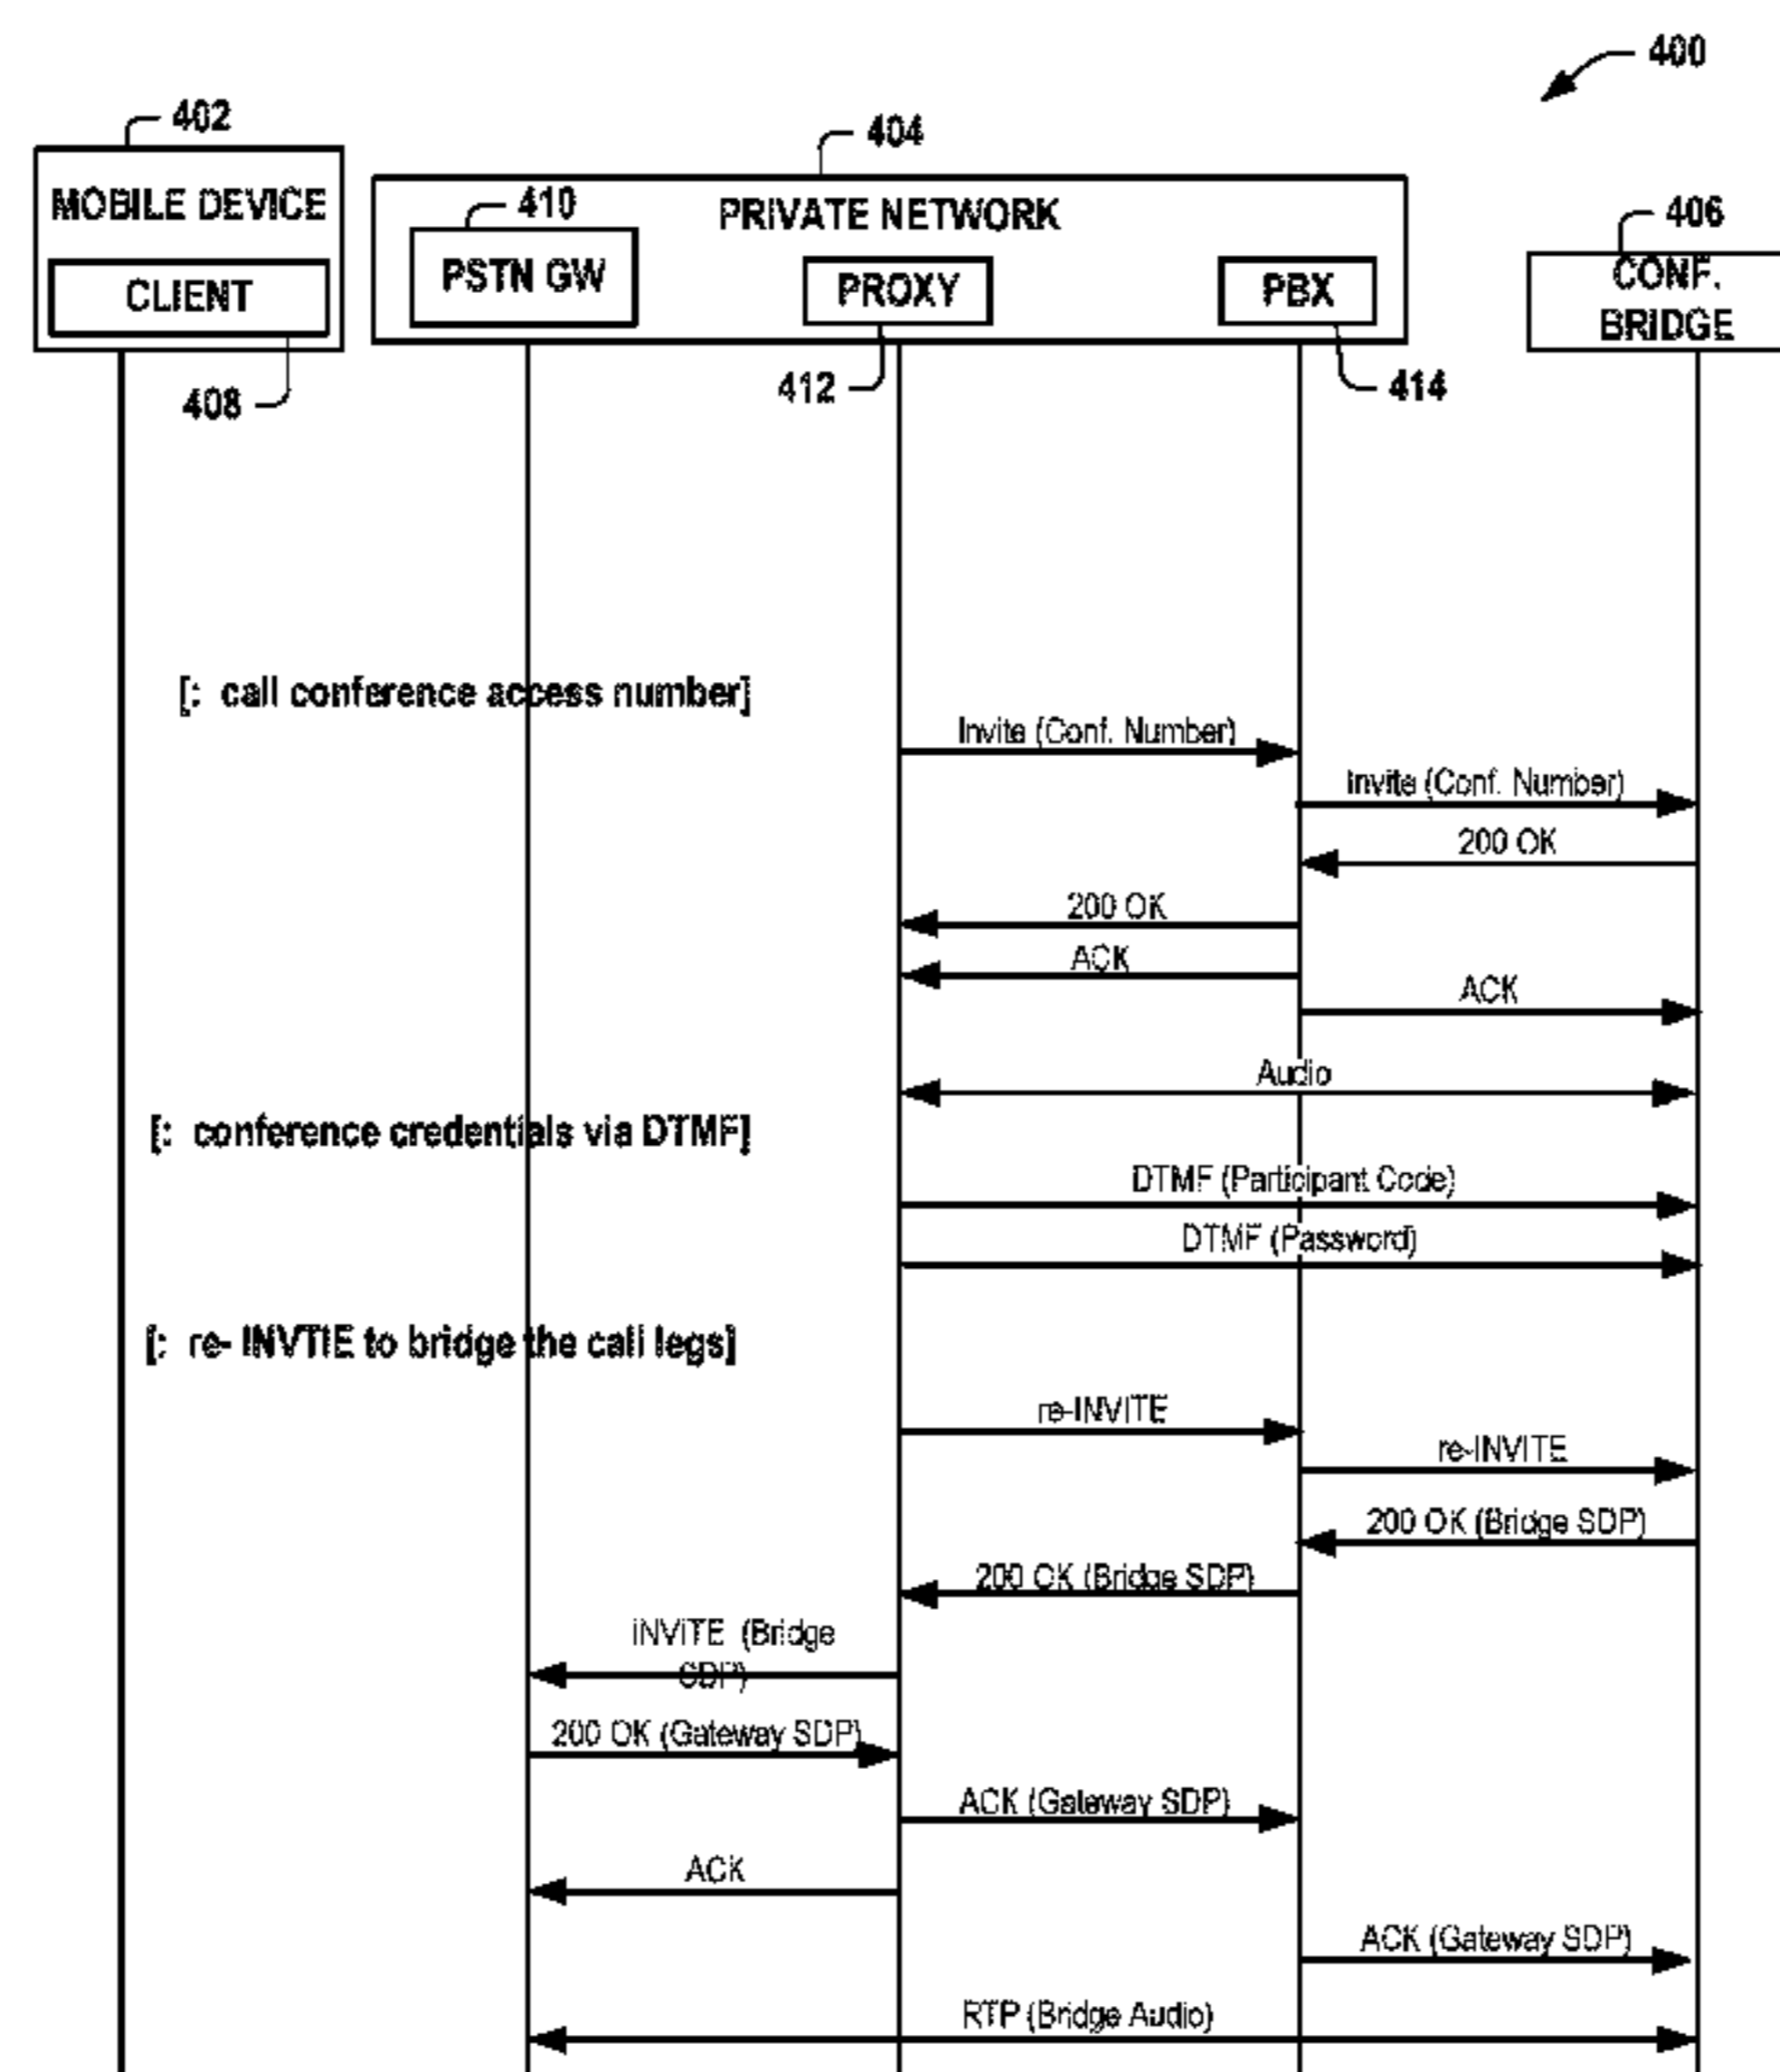 400
402
404
MOBILE DEVICE
410
PRIVATE NETWORK
406
CLIENT
PSTN GW
PROXY
PBX
CONF.
BRIDGE
408
412
414
[: call conference access number]
Invite (Conf. Number)
Invite (Conf. Number)
200 OK
200 OK
ACK
ACK
Audio
[: conference credentials via DTMF]
DTMF (Participant Code)
DTMF (Password)
[: re- INVTIE to bridge the call legs]
re-INVITE
re-INVITE
200 OK (Bridge SDP)
200 OK (Bridge SDP)
INVITE (Bridge
SDP)
200 OK (Gateway SDP)
ACK (Gateway SDP)
ACK
ACK (Gateway SDP)
RTP (Bridge Audio)